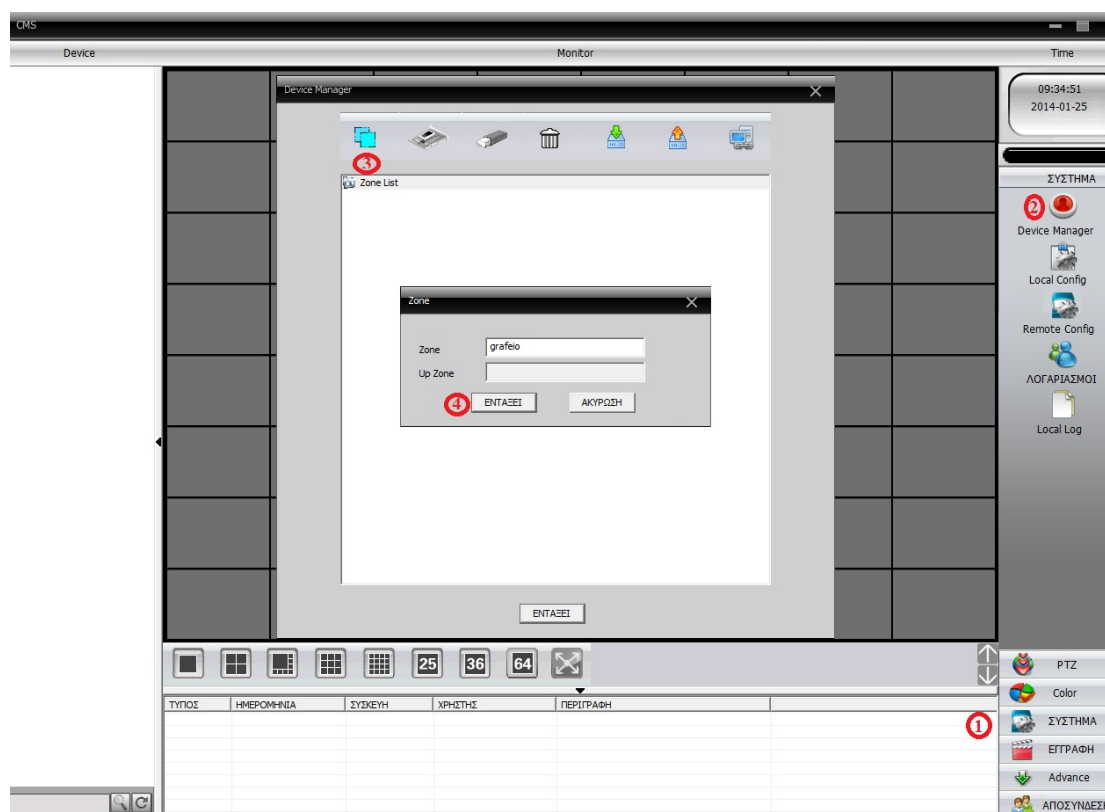 CMS
Device Monitor Time
Device Manager
09:34:51
2014-01-25
3
Zone List
ΣΥΣΤΗΜΑ
2
Device Manager
Local Config
Remote Config
ΛΟΓΑΡΙΑΣΜΟΙ
Local Log
Zone
Zone grafeio
Up Zone
4 ΕΝΤΑΞΕΙ ΑΚΥΡΩΣΗ
ΕΝΤΑΞΕΙ
25 36 64
PTZ
Color
ΤΥΠΟΣ ΗΜΕΡΟΜΗΝΙΑ ΣΥΣΚΕΥΗ ΧΡΗΣΤΗΣ ΠΕΡΙΓΡΑΦΗ
1 ΣΥΣΤΗΜΑ
ΕΓΓΡΑΦΗ
Advance
ΑΠΟΣΥΝΔΕΣΙ